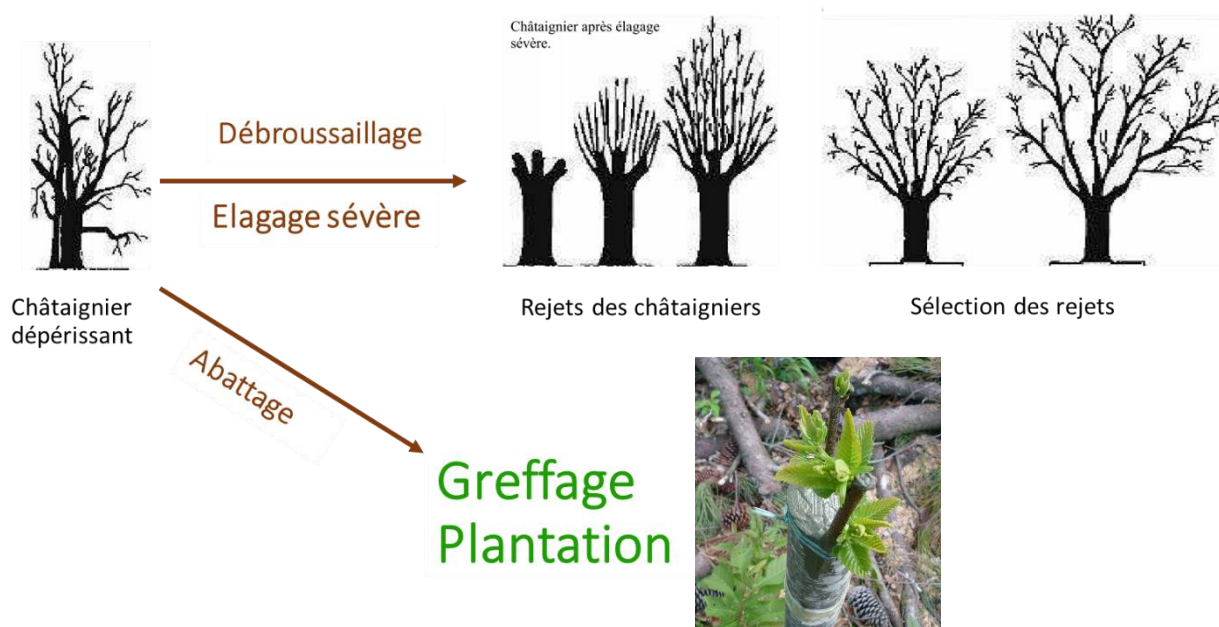 Châtaignier après élagage
sévère.
Débroussaillage
Elagage sévère
Châtaignier
dépérissant
Rejets des châtaigniers
Sélection des rejets
Abattage
Greffage
Plantation